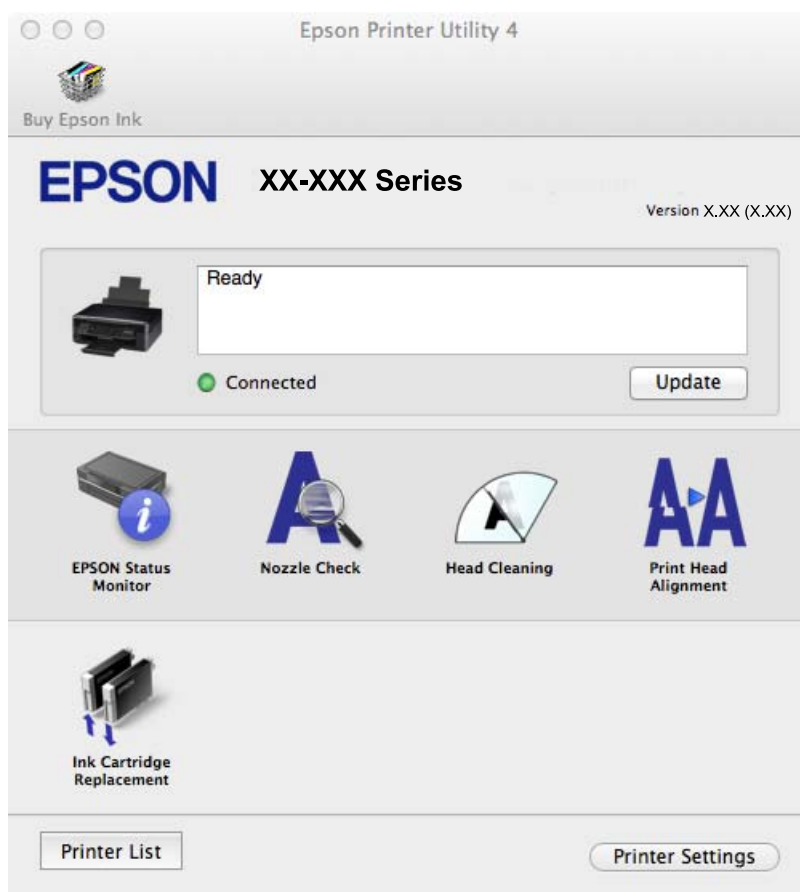 Epson Printer Utility 4
Buy Epson Ink
EPSON XX-XXX Series
Version X.XX (X.XX)
Ready
Connected
Update
EPSON Status
Monitor
Nozzle Check
Head Cleaning
Print Head
Alignment
Ink Cartridge
Replacement
Printer List
Printer Settings